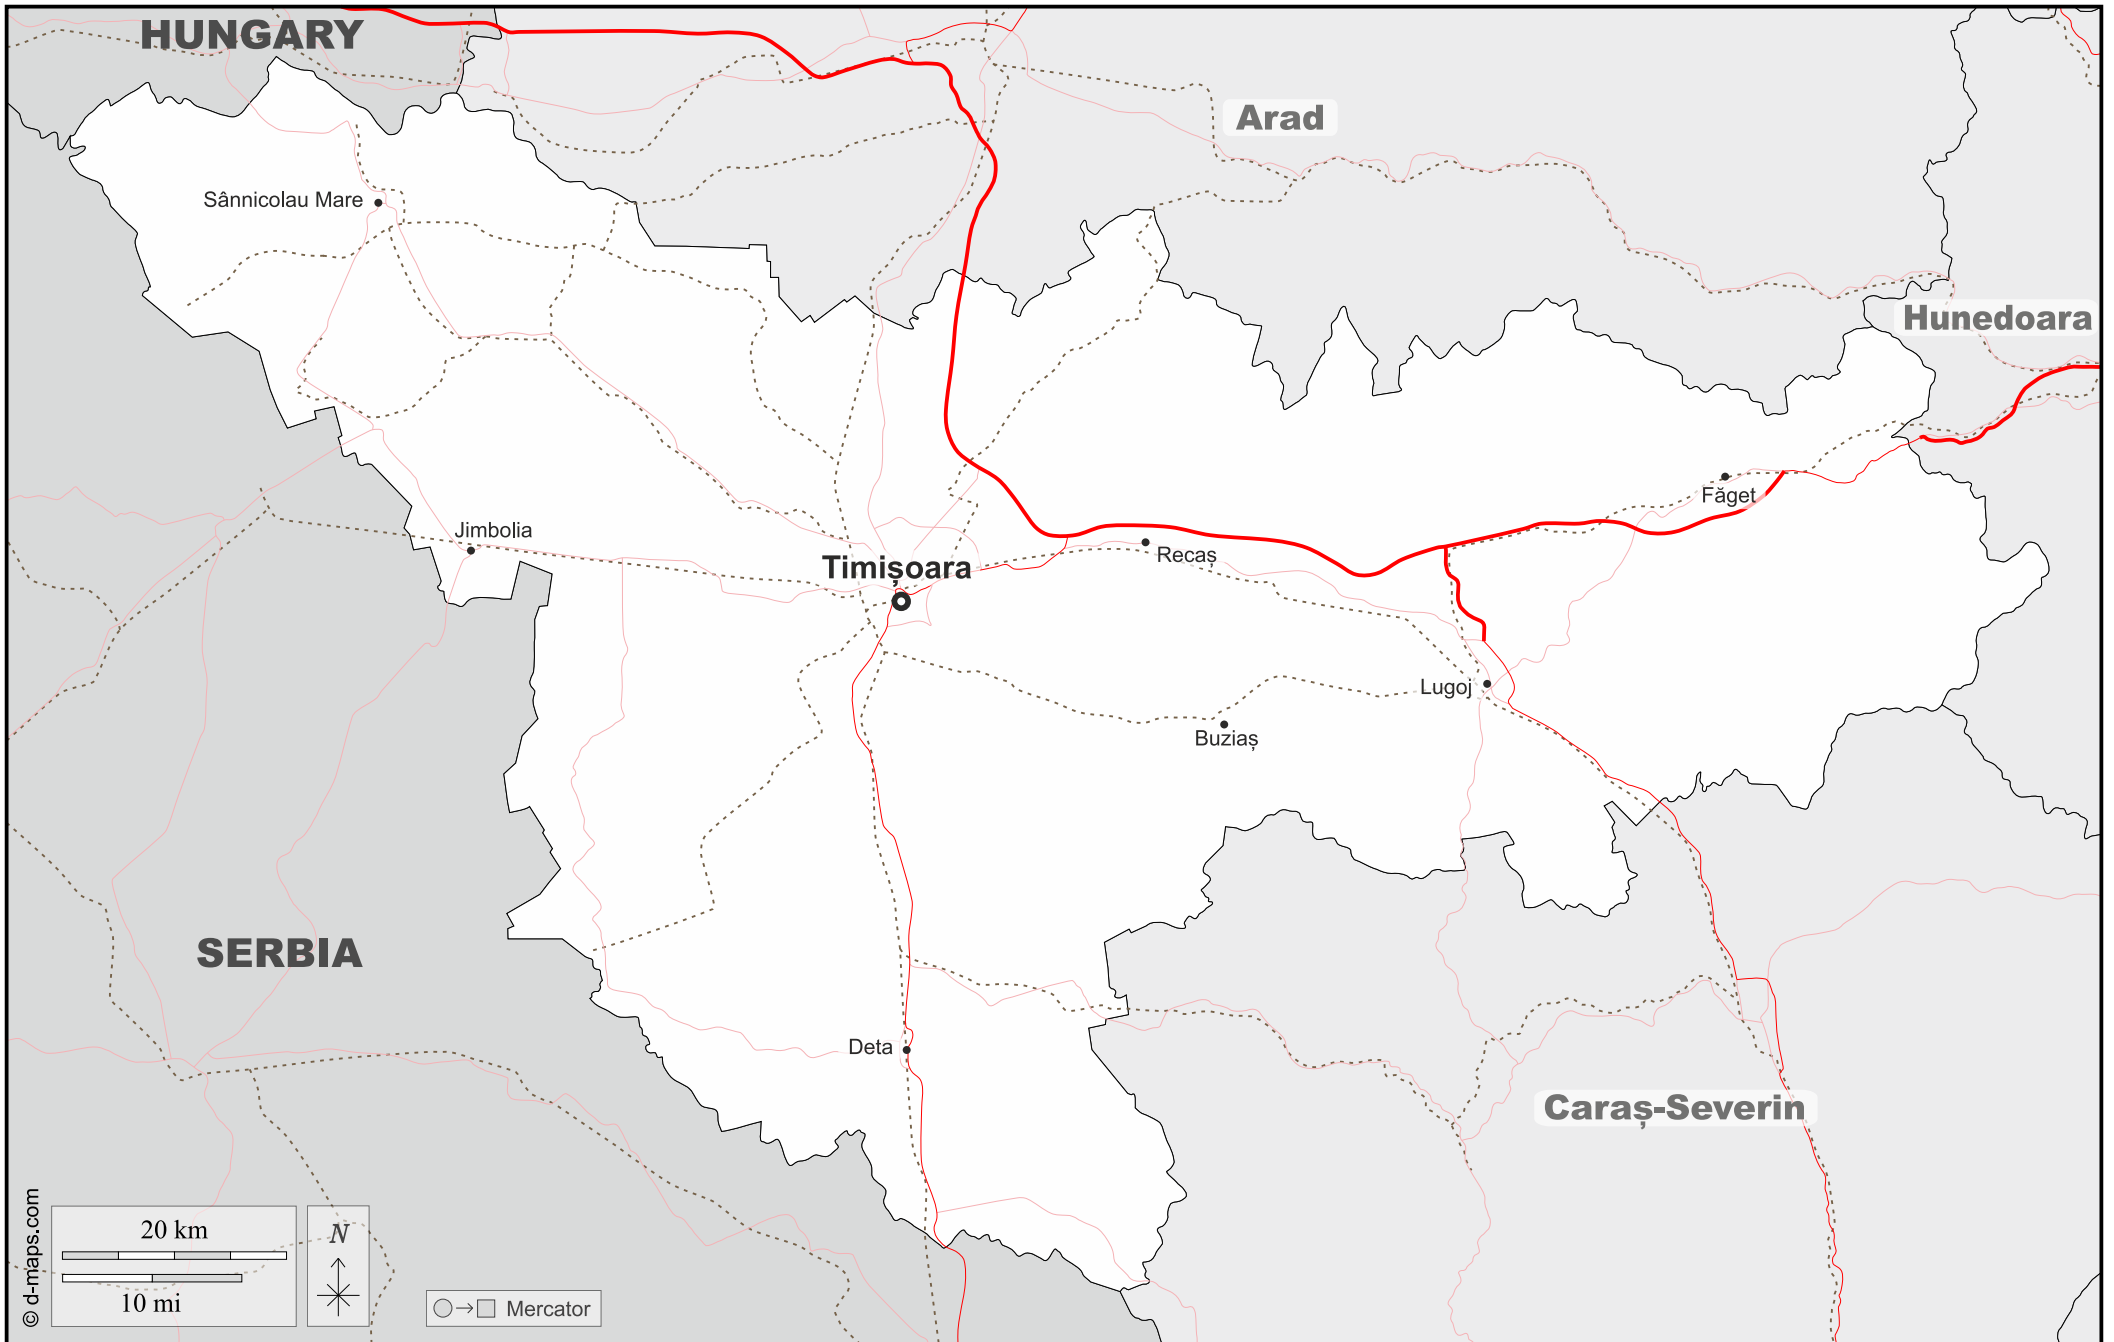 HUNGARY
Arad
Sânnicolau Mare
Hunedoara
Făget
Jimbolia
Recaș
Timișoara
Lugoj
Buziaș
SERBIA
Deta
Caraș-Severin
© d-maps.com
20 km
10 mi
N
Mercator